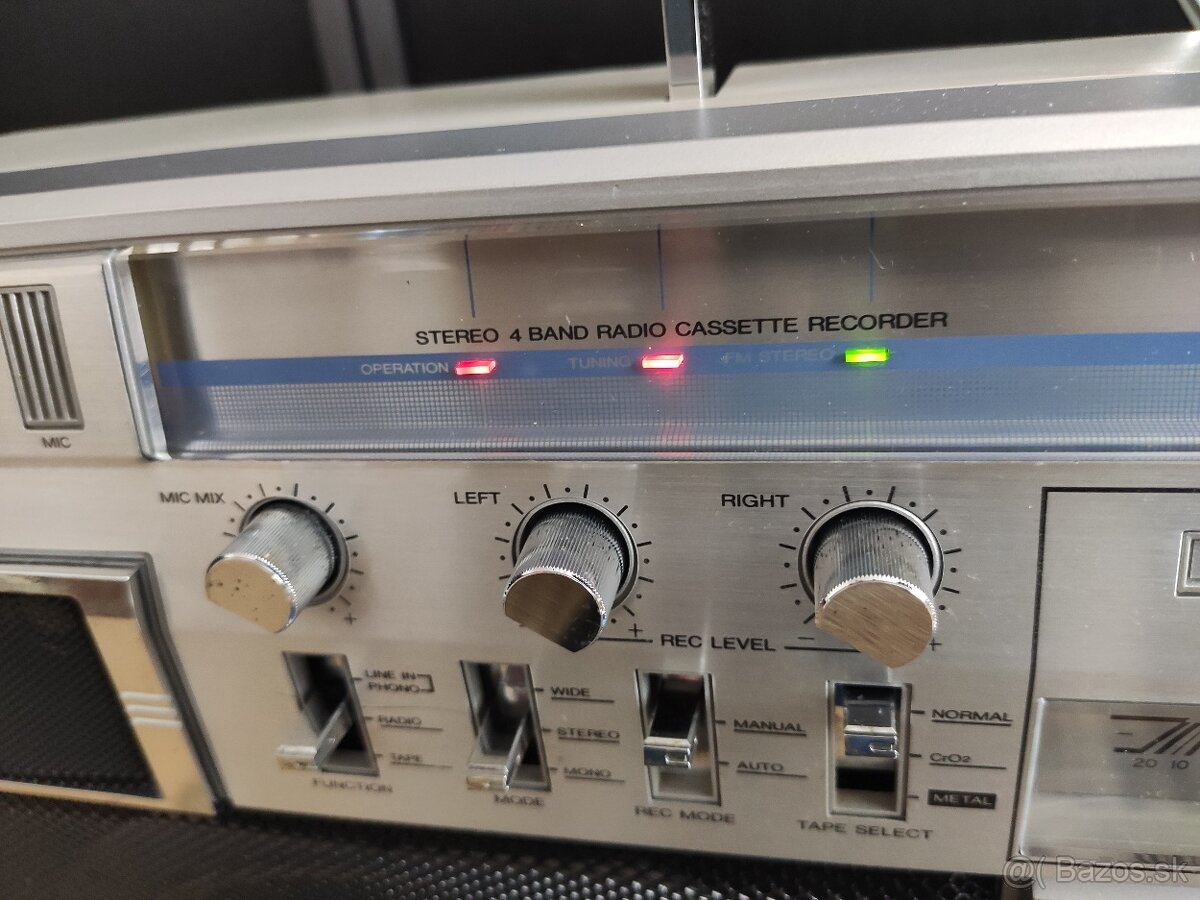 STEREO 4 BAND RADIO CASSETTE RECORDER
OPERATION TUNING FM STEREO
MIC
MIC MIX
LEFT
RIGHT
+ REC LEVEL - +
+
LINE IN
PHONO
RADIO
TAPE
FUNCTION
WIDE
STEREO
MONO
MODE
MANUAL
AUTO
REC MODE
NORMAL
CrO2
METAL
TAPE SELECT
20 10
@( Bazos.sk